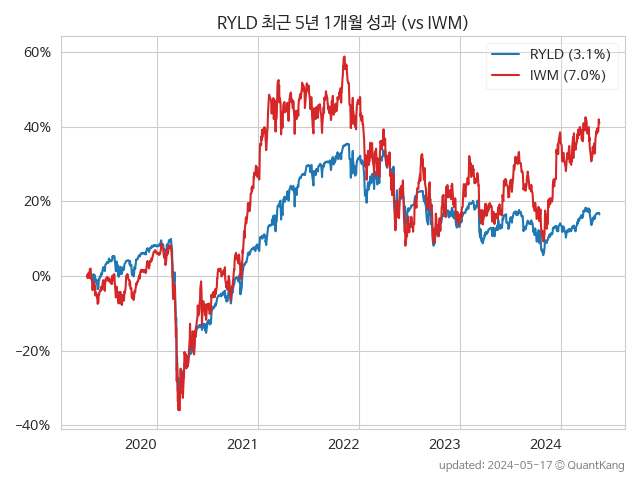 RYLD 최근 5년 1개월 성과 (vs IWM)
60%
40%
20%
0%
−20%
−40%
RYLD (3.1%)
IWM (7.0%)
2020 2021 2022 2023 2024
updated: 2024-05-17 © QuantKang